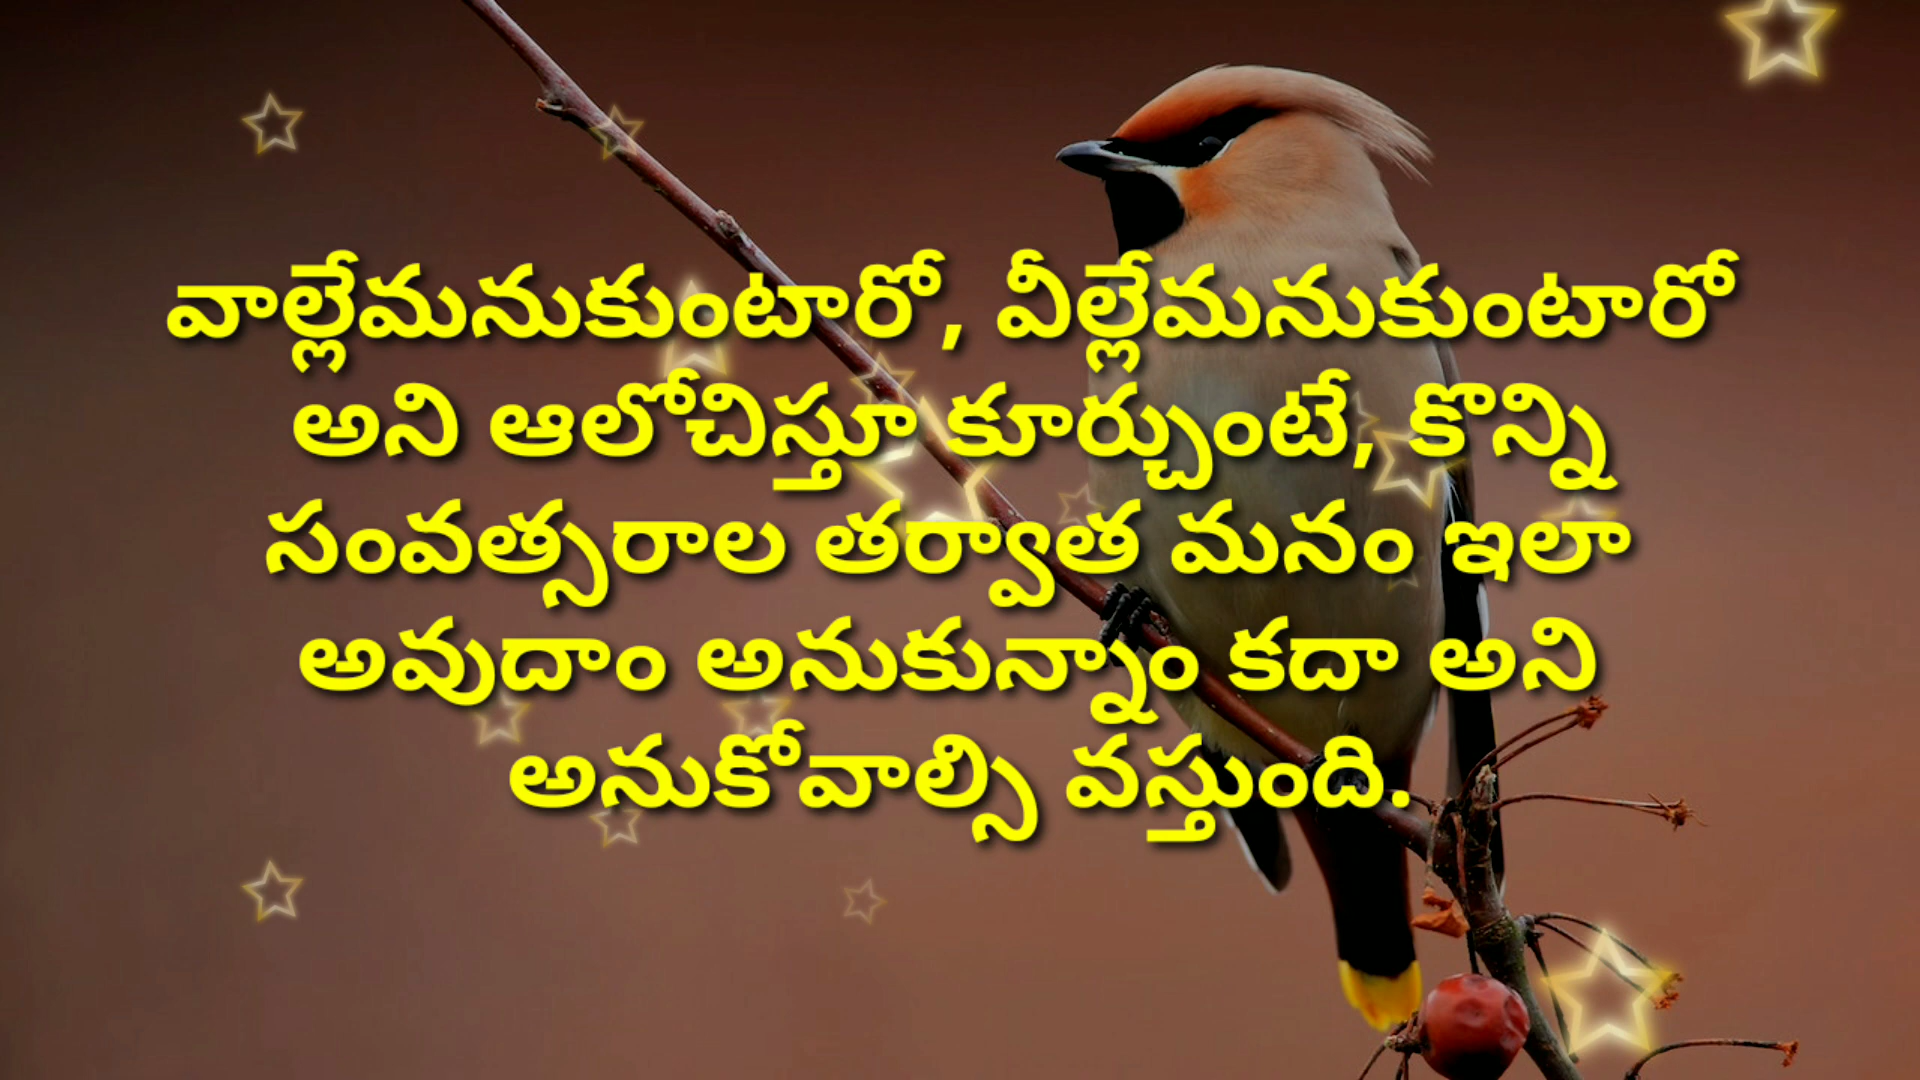 వాల్లేమనుకుంటారో, వీల్లేమనుకుంటారో
అని ఆలోచిస్తూ కూర్చుంటే, కొన్ని
సంవత్సరాల తర్వాత మనం ఇలా
అవుదాం అనుకున్నాం కదా అని
అనుకోవాల్సి వస్తుంది.